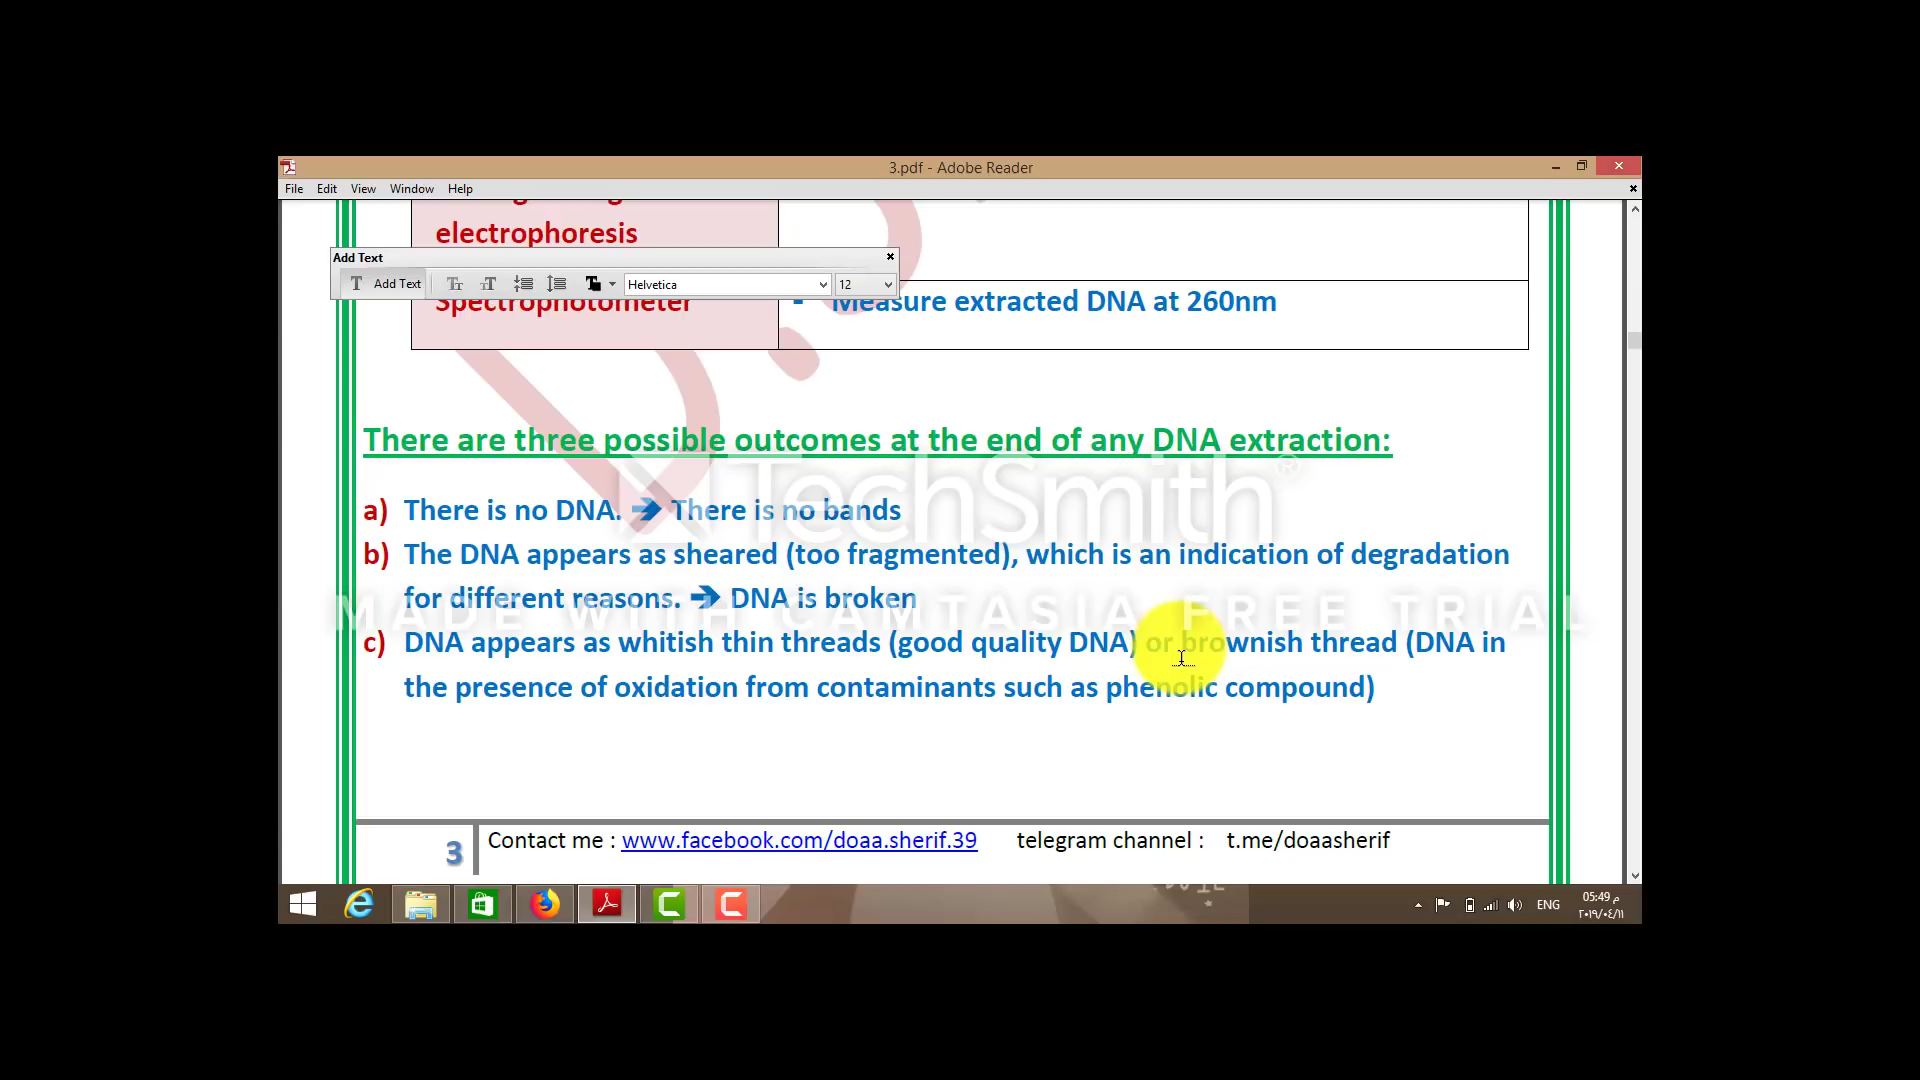 3.pdf - Adobe Reader
File Edit View Window Help
electrophoresis
Add Text
Add Text Helvetica 12
Spectrophotometer - Measure extracted DNA at 260nm
There are three possible outcomes at the end of any DNA extraction:
TechSmith®
a) There is no DNA. ➔ There is no bands
b) The DNA appears as sheared (too fragmented), which is an indication of degradation
for different reasons. ➔ DNA is broken
MADE WITH CAMTASIA FREE TRIAL
c) DNA appears as whitish thin threads (good quality DNA) or brownish thread (DNA in
the presence of oxidation from contaminants such as phenolic compound)
3 Contact me : www.facebook.com/doaa.sherif.39 telegram channel : t.me/doaasherif
ENG 05:49 م
٢٠١٩/٠٤/١١